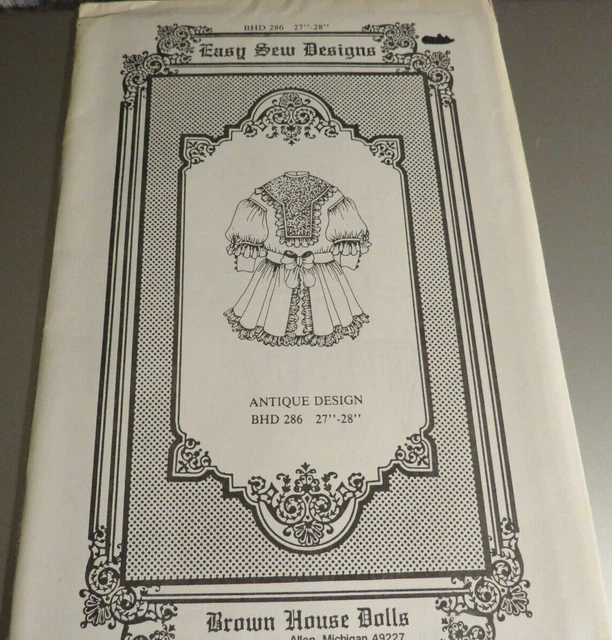 BHD 286 27''-28''
Easy Sew Designs
ANTIQUE DESIGN
BHD 286 27''-28''
Brown House Dolls
Allen, Michigan 49227